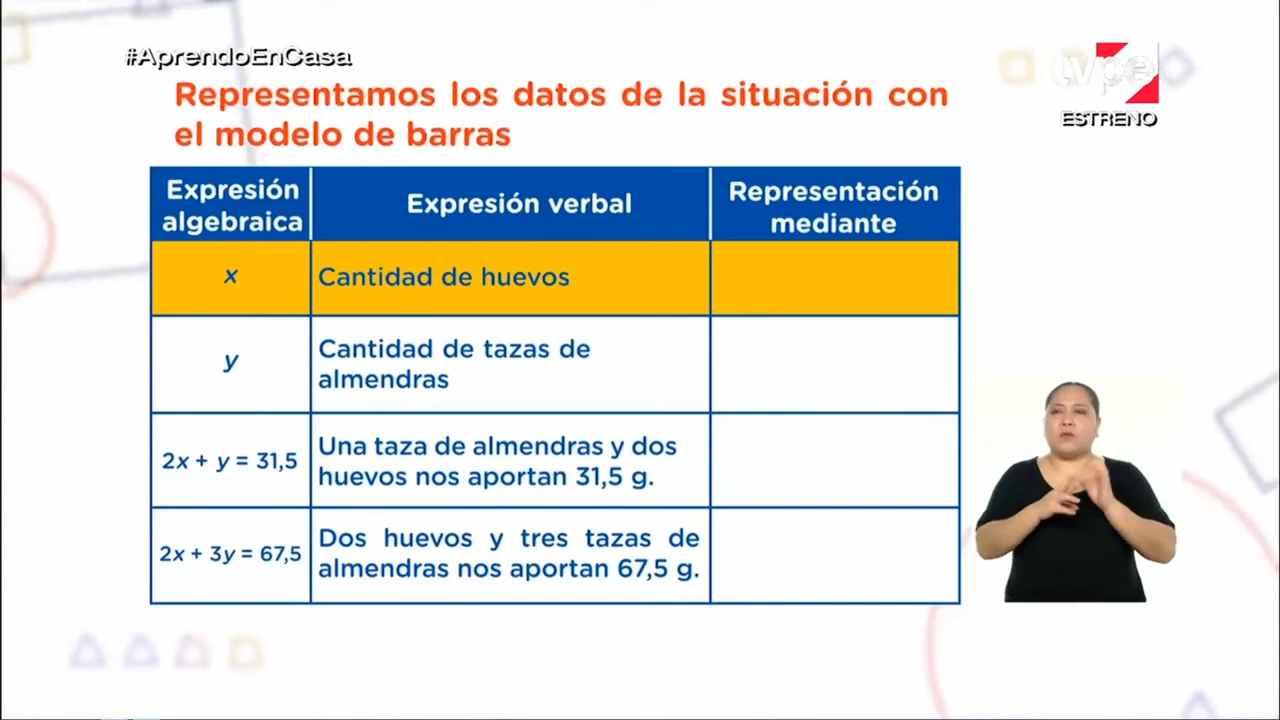 #AprendoEnCasa
tvpe
ESTRENO
Representamos los datos de la situación con
el modelo de barras
Expresión
algebraica
Expresión verbal
Representación
mediante
x
Cantidad de huevos
y
Cantidad de tazas de
almendras
2x + y = 31,5
Una taza de almendras y dos
huevos nos aportan 31,5 g.
2x + 3y = 67,5
Dos huevos y tres tazas de
almendras nos aportan 67,5 g.